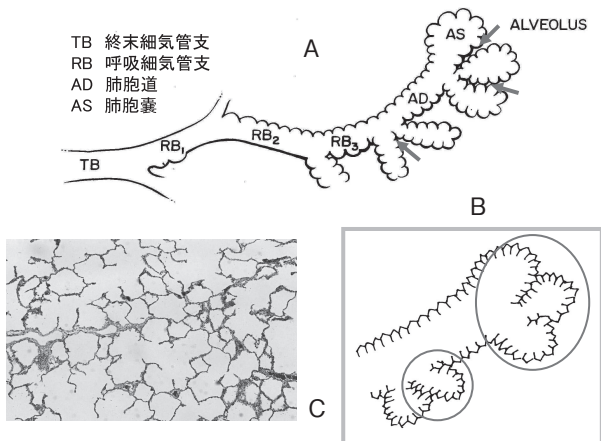 TB 終末細気管支
RB 呼吸細気管支
AD 肺胞道
AS 肺胞嚢
A
AS
ALVEOLUS
AD
TB
RB₁
RB₂
RB₃
B
C